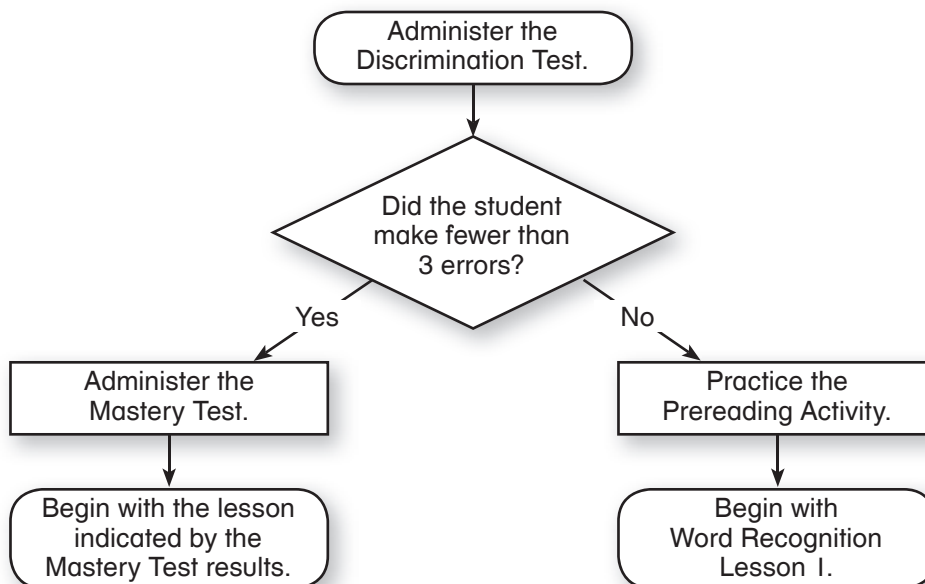 Administer the
Discrimination Test.
Did the student
make fewer than
3 errors?
Yes
No
Administer the
Mastery Test.
Practice the
Prereading Activity.
Begin with the lesson
indicated by the
Mastery Test results.
Begin with
Word Recognition
Lesson 1.